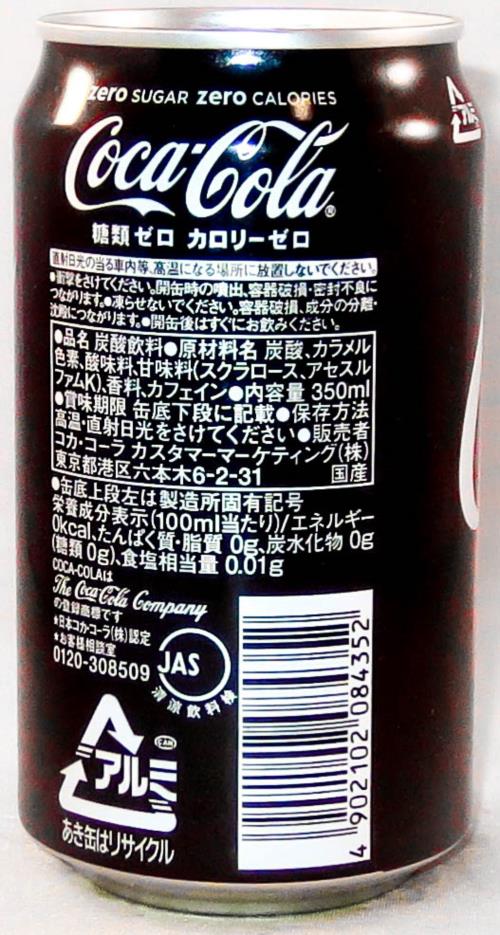 zero SUGAR zero CALORIES
Coca-Cola®
糖類ゼロ カロリーゼロ
直射日光の当る車内等、高温になる場所に放置しないでください。
●衝撃をさけてください。開缶時の噴出、容器破損・密封不良に
つながります。●凍らせないでください。容器破損、成分の分離・
沈殿につながります。●開缶後はすぐにお飲みください。
●品名 炭酸飲料●原材料名 炭酸、カラメル
色素、酸味料、甘味料(スクラロース、アセスル
ファムK)、香料、カフェイン●内容量 350ml
●賞味期限 缶底下段に記載●保存方法
高温・直射日光をさけてください●販売者
コカ・コーラ カスタマーマーケティング(株)
東京都港区六本木6-2-31 国産
●缶底上段左は製造所固有記号
栄養成分表示(100ml当たり)/エネルギー
0kcal、たんぱく質・脂質 0g、炭水化物 0g
(糖類 0g)、食塩相当量 0.01g
COCA-COLAは
The Coca-Cola Company
の登録商標です
*日本コカ・コーラ(株)認定
*お客様相談室
0120-308509
JAS
清涼飲料検
アルミ
CAN
あき缶はリサイクル
4 902102 084352
アルミ